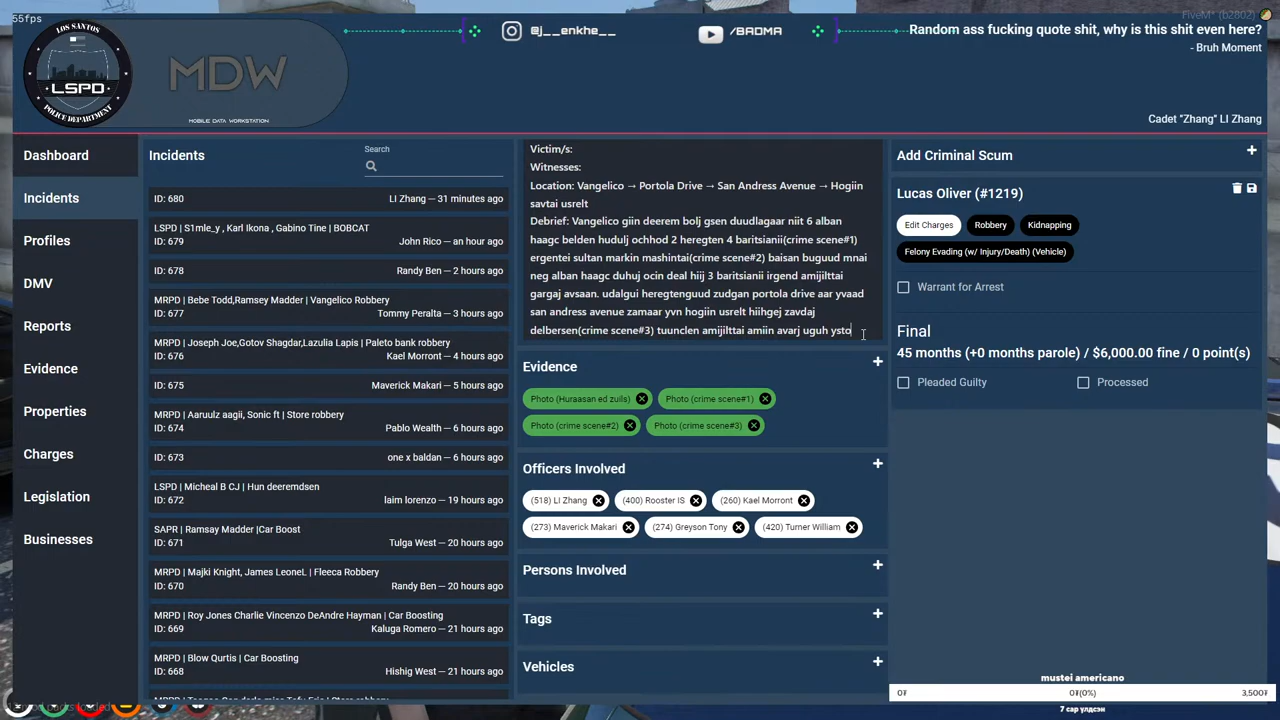 55fps
FiveM* (b2802)
LOS SANTOS
LSPD
POLICE DEPARTMENT
MDW
MOBILE DATA WORKSTATION
@j__enkhe__
/BADMA
Random ass fucking quote shit, why is this shit even here?
- Bruh Moment
Cadet "Zhang" LI Zhang
Dashboard
Incidents
Profiles
DMV
Reports
Evidence
Properties
Charges
Legislation
Businesses
Incidents
Search
ID: 680
LI Zhang — 31 minutes ago
LSPD | S1mle_y , Karl Ikona , Gabino Tine | BOBCAT
ID: 679
John Rico — an hour ago
ID: 678
Randy Ben — 2 hours ago
MRPD | Bebe Todd,Ramsey Madder | Vangelico Robbery
ID: 677
Tommy Peralta — 3 hours ago
MRPD | Joseph Joe,Gotov Shagdar,Lazulia Lapis | Paleto bank robbery
ID: 676
Kael Morront — 4 hours ago
ID: 675
Maverick Makari — 5 hours ago
MRPD | Aaruulz aagii, Sonic ft | Store robbery
ID: 674
Pablo Wealth — 6 hours ago
ID: 673
one x baldan — 6 hours ago
LSPD | Micheal B CJ | Hun deeremdsen
ID: 672
laim lorenzo — 19 hours ago
SAPR | Ramsay Madder |Car Boost
ID: 671
Tulga West — 20 hours ago
MRPD | Majki Knight, James LeoneL | Fleeca Robbery
ID: 670
Randy Ben — 20 hours ago
MRPD | Roy Jones Charlie Vincenzo DeAndre Hayman | Car Boosting
ID: 669
Kaluga Romero — 21 hours ago
MRPD | Blow Qurtis | Car Boosting
ID: 668
Hishig West — 21 hours ago
Victim/s:
Witnesses:
Location: Vangelico → Portola Drive → San Andress Avenue → Hogiin
savtai usrelt
Debrief: Vangelico giin deerem bolj gsen duudlagaar niit 6 alban
haagc belden hudulj ochhod 2 heregten 4 baritsianii(crime scene#1)
ergentei sultan markin mashintai(crime scene#2) baisan buguud mnai
neg alban haagc duhuj ocin deal hiij 3 baritsianii irgend amijilttai
gargaj avsaan. udalgui heregtenguud zudgan portola drive aar yvaad
san andress avenue zamaar yvn hogiin usrelt hiihgej zavdaj
delbersen(crime scene#3) tuunclen amijilttai amiin avarj uguh ysto
Evidence
Photo (Huraasan ed zuils)
Photo (crime scene#1)
Photo (crime scene#2)
Photo (crime scene#3)
Officers Involved
(518) LI Zhang
(400) Rooster IS
(260) Kael Morront
(273) Maverick Makari
(274) Greyson Tony
(420) Turner William
Persons Involved
Tags
Vehicles
Add Criminal Scum
Lucas Oliver (#1219)
Edit Charges
Robbery
Kidnapping
Felony Evading (w/ Injury/Death) (Vehicle)
Warrant for Arrest
Final
45 months (+0 months parole) / $6,000.00 fine / 0 point(s)
Pleaded Guilty
Processed
mustei americano
0₮
0₮(0%)
3,500₮
7 сар үлдсэн